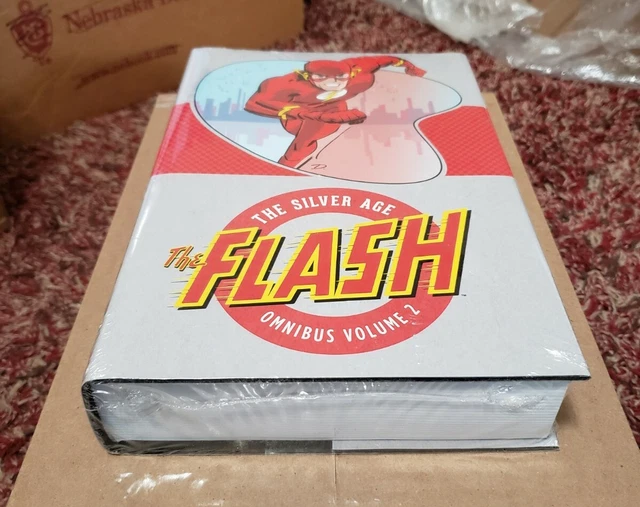 Nebraska
THE SILVER AGE
The
FLASH
OMNIBUS VOLUME 2